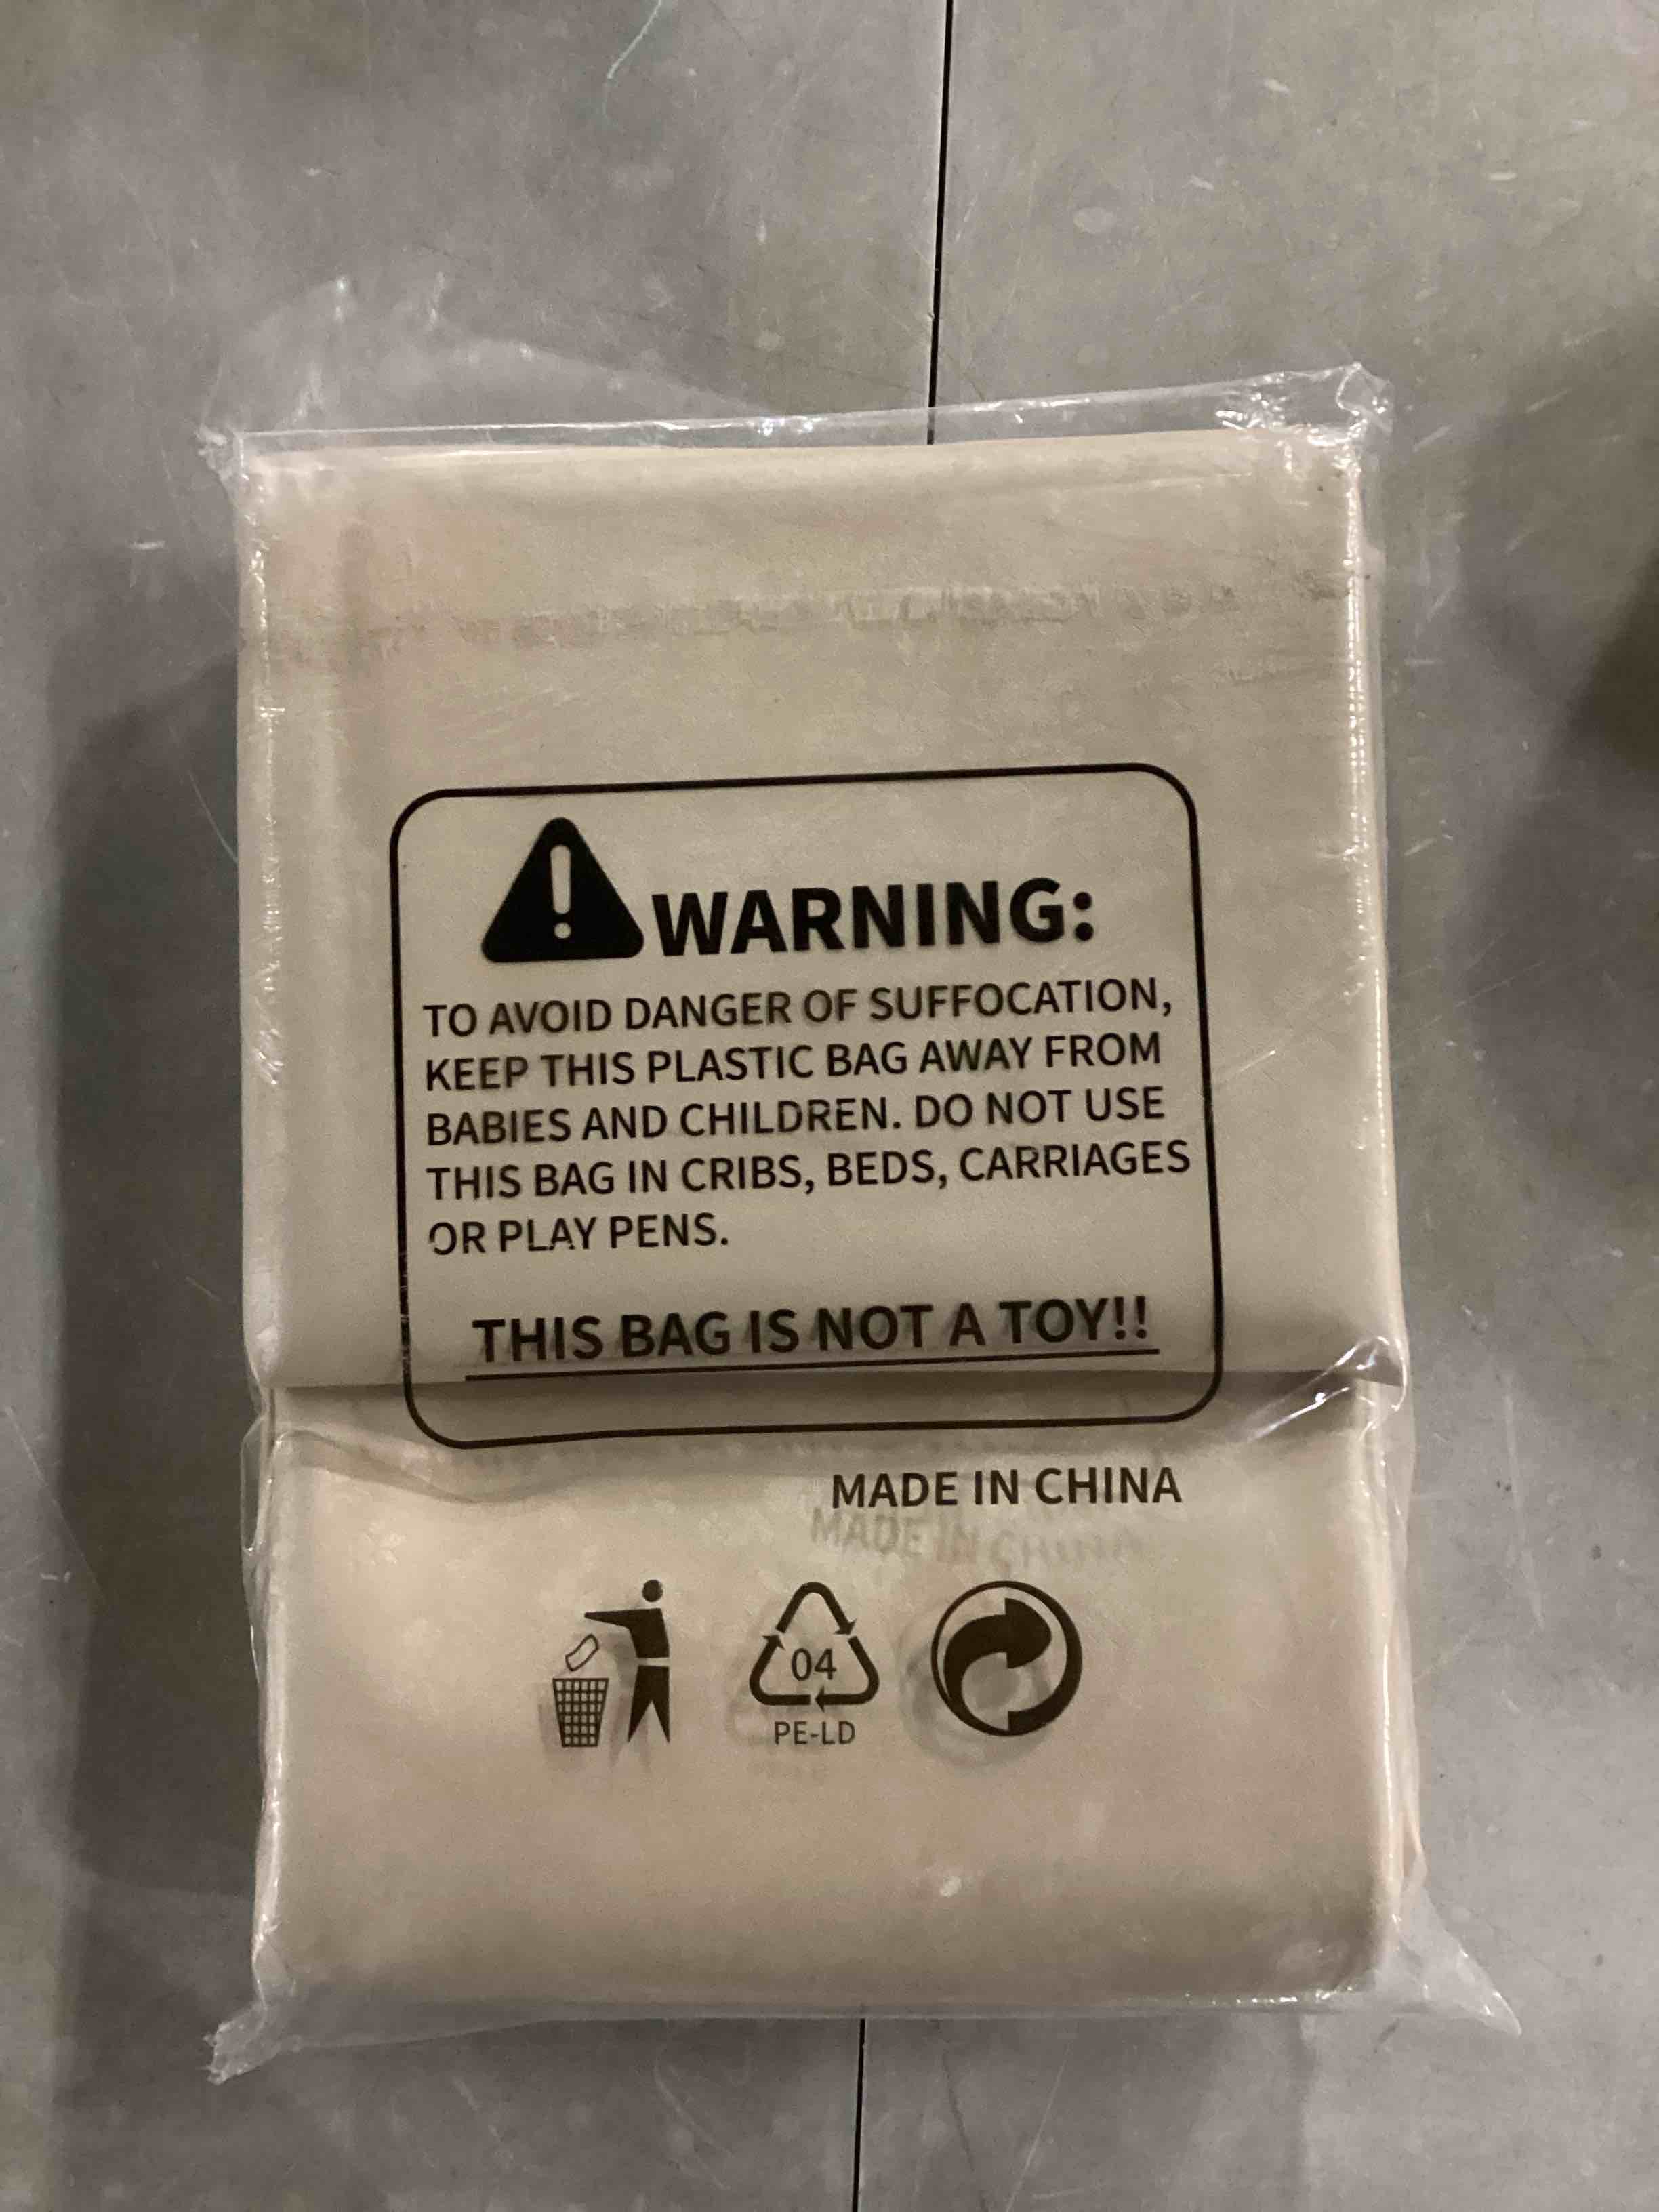 WARNING:
TO AVOID DANGER OF SUFFOCATION,
KEEP THIS PLASTIC BAG AWAY FROM
BABIES AND CHILDREN. DO NOT USE
THIS BAG IN CRIBS, BEDS, CARRIAGES
OR PLAY PENS.
THIS BAG IS NOT A TOY!!
MADE IN CHINA
04
PE-LD